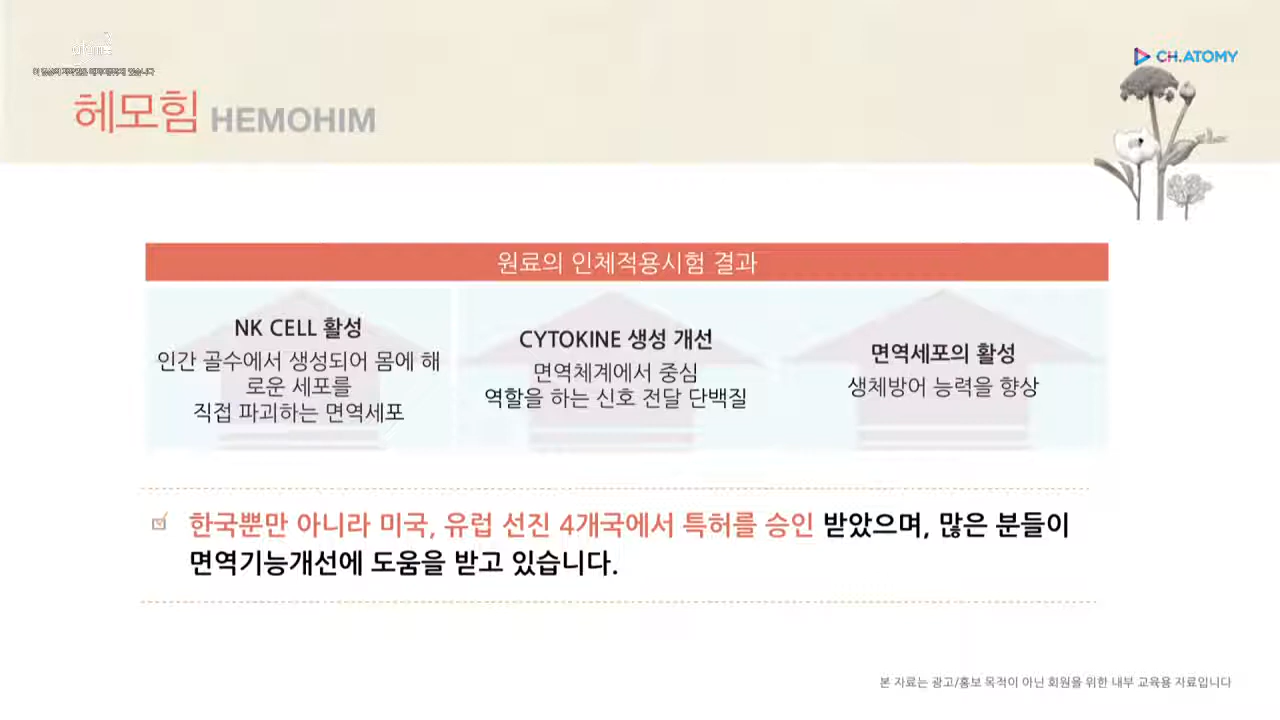 CH.ATOMY
헤모힘 HEMOHIM
원료의 인체적용시험 결과
NK CELL 활성
인간 골수에서 생성되어 몸에 해
로운 세포를
직접 파괴하는 면역세포
CYTOKINE 생성 개선
면역체계에서 중심
역할을 하는 신호 전달 단백질
면역세포의 활성
생체방어 능력을 향상
한국뿐만 아니라 미국, 유럽 선진 4개국에서 특허를 승인 받았으며, 많은 분들이
면역기능개선에 도움을 받고 있습니다.
본 자료는 광고/홍보 목적이 아닌 회원을 위한 내부 교육용 자료입니다